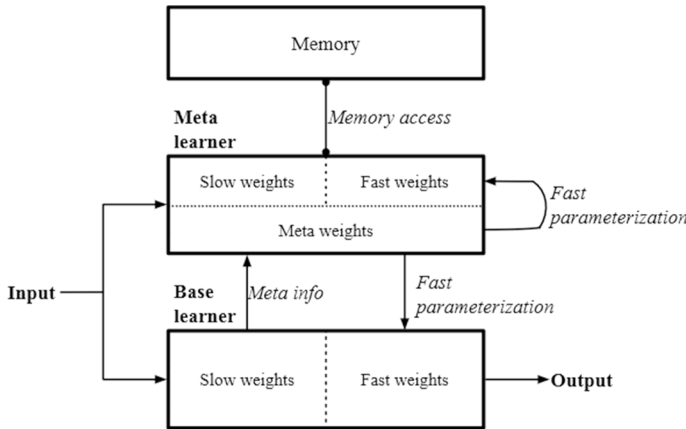 Memory
Memory access
Meta
learner
Slow weights
Fast weights
Fast
parameterization
Meta weights
Input
Base
learner
Meta info
Fast
parameterization
Slow weights
Fast weights
Output